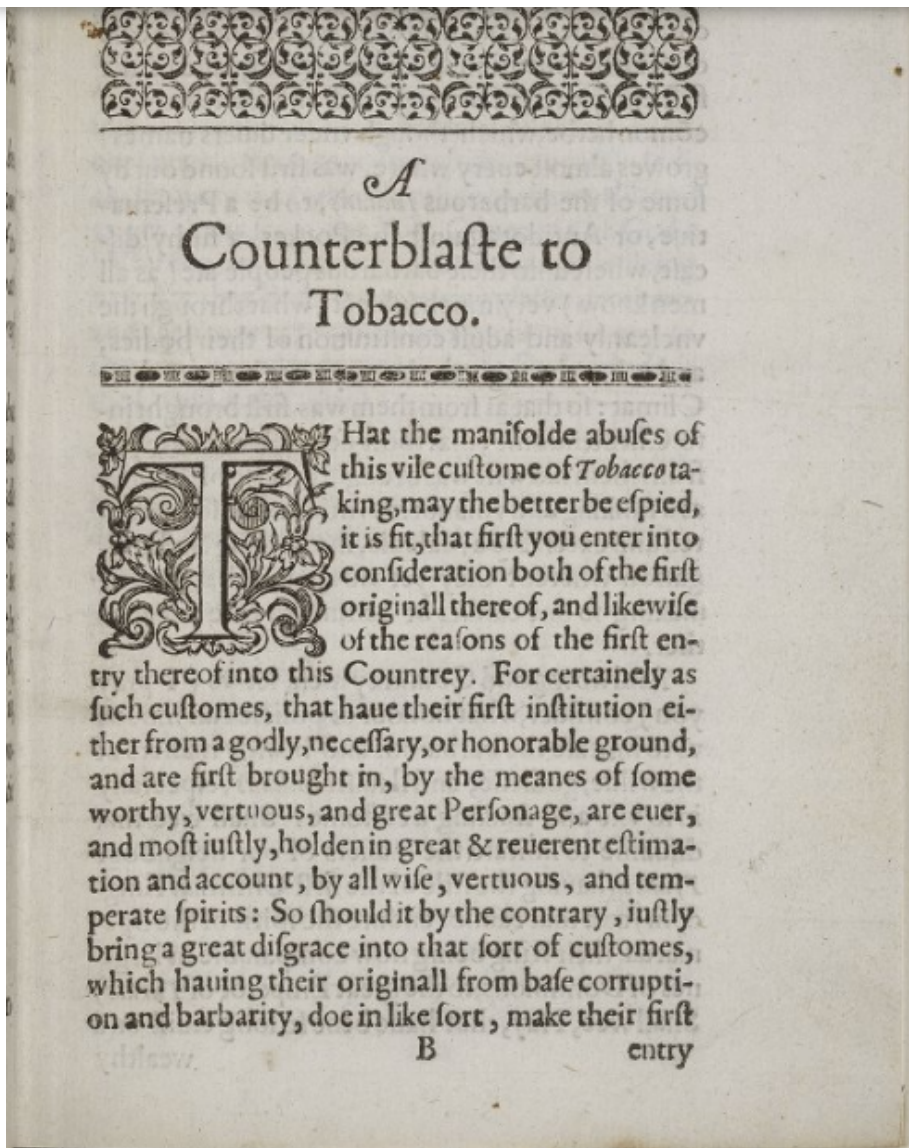 A
Counterblaſte to
Tobacco.
THat the manifolde abuſes of
this vile cuſtome of Tobacco ta-
king, may the better be eſpied,
it is fit, that firſt you enter into
conſideration both of the firſt
originall thereof, and likewiſe
of the reaſons of the firſt en-
try thereof into this Countrey. For certainely as
ſuch cuſtomes, that haue their firſt inſtitution ei-
ther from a godly, neceſſary, or honorable ground,
and are firſt brought in, by the meanes of ſome
worthy, vertuous, and great Perſonage, are euer,
and moſt iuſtly, holden in great & reuerent eſtima-
tion and account, by all wiſe, vertuous, and tem-
perate ſpirits: So ſhould it by the contrary, iuſtly
bring a great diſgrace into that ſort of cuſtomes,
which hauing their originall from baſe corrupti-
on and barbarity, doe in like ſort, make their firſt
B entry